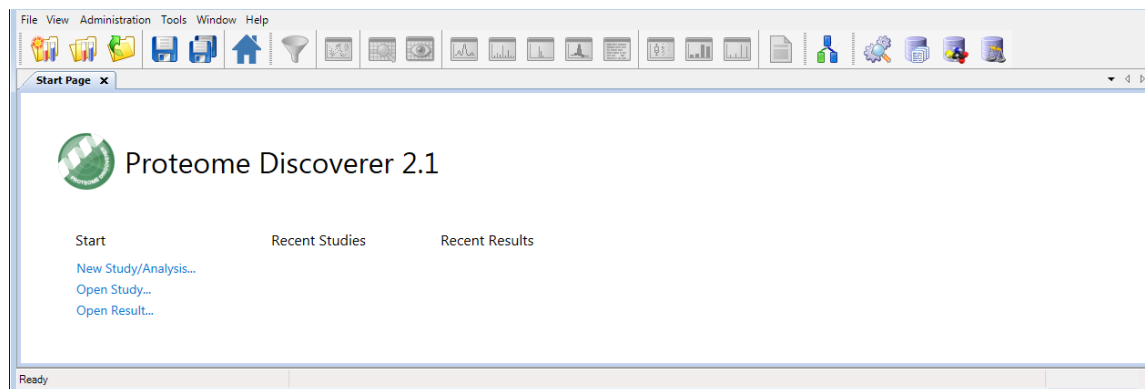 File View Administration Tools Window Help
Start Page X
Proteome Discoverer 2.1
Start Recent Studies Recent Results
New Study/Analysis...
Open Study...
Open Result...
Ready